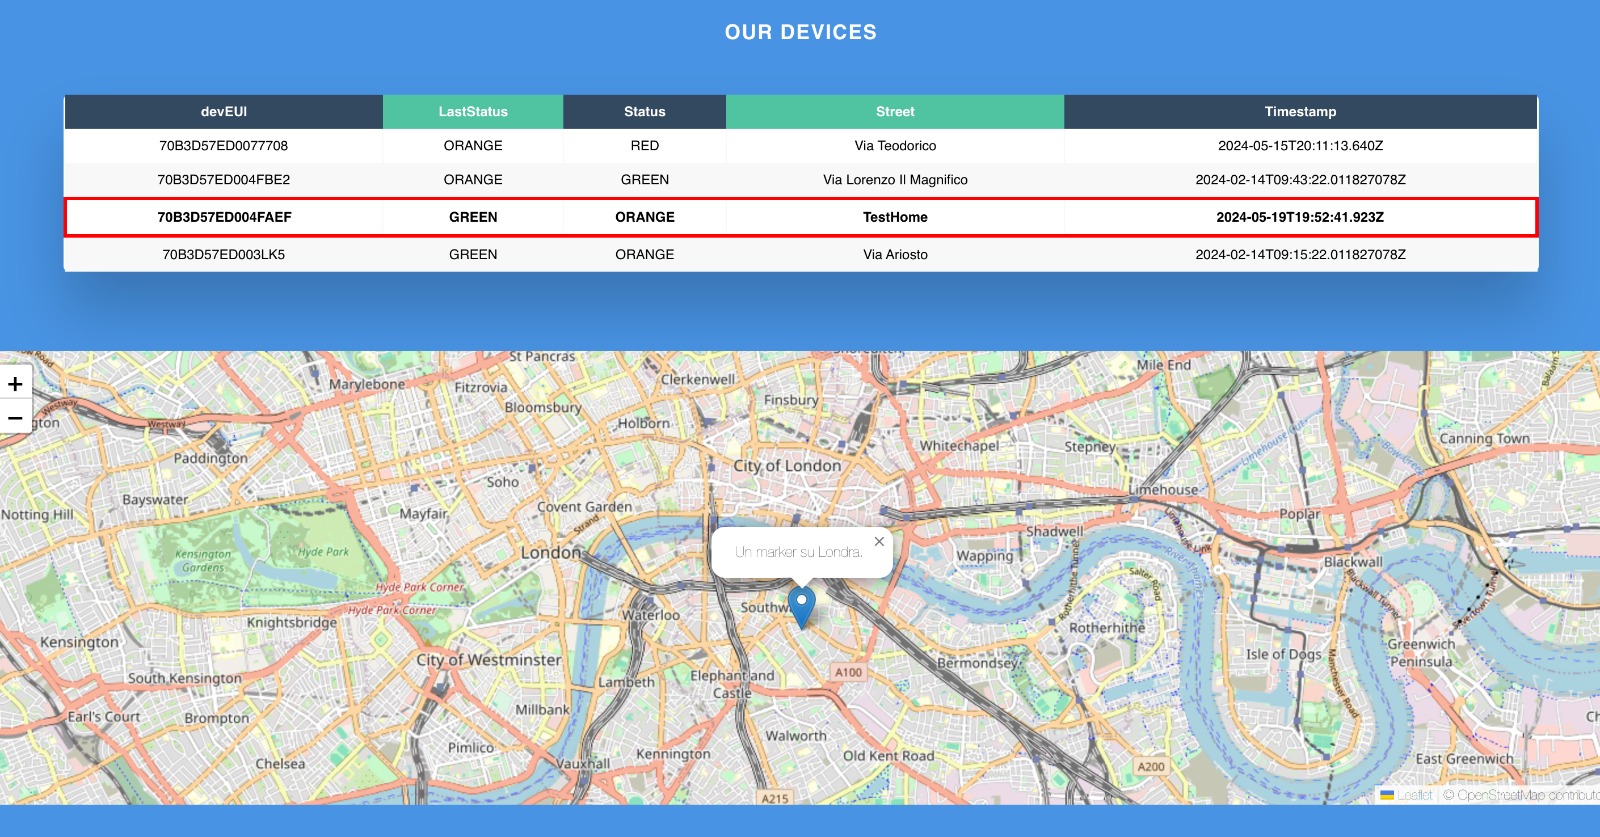 OUR DEVICES
devEUI LastStatus Status Street Timestamp
70B3D57ED0077708 ORANGE RED Via Teodorico 2024-05-15T20:11:13.640Z
70B3D57ED004FBE2 ORANGE GREEN Via Lorenzo Il Magnifico 2024-02-14T09:43:22.011827078Z
70B3D57ED004FAEF GREEN ORANGE TestHome 2024-05-19T19:52:41.923Z
70B3D57ED003LK5 GREEN ORANGE Via Ariosto 2024-02-14T09:15:22.011827078Z
+
−
St Pancras
Marylebone
Fitzrovia
Clerkenwell
Mile End
Bloomsbury
Finsbury
Holborn
Westway
Westway
Whitechapel
Stepney
Canning Town
Paddington
City of London
Limehouse Cut
Soho
Bayswater
Notting Hill
Mayfair
Covent Garden
Limehouse
Poplar
Strand
Shadwell
London
Kensington
Gardens
Hyde Park
Un marker su Londra.
×
Wapping
Blackwall
Hyde Park Corner
Hyde Park Corner
Knightsbridge
Waterloo
Rotherhithe
Kensington
Greenwich
Peninsula
Isle of Dogs
City of Westminster
Bermondsey
South Kensington
Lambeth
Elephant and
Castle
A100
Manchester Road
Earl's Court
Brompton
Millbank
Walworth
Pimlico
Kennington
Old Kent Road
Chelsea
Vauxhall
A200
East Greenwich
A215
Leaflet | © OpenStreetMap